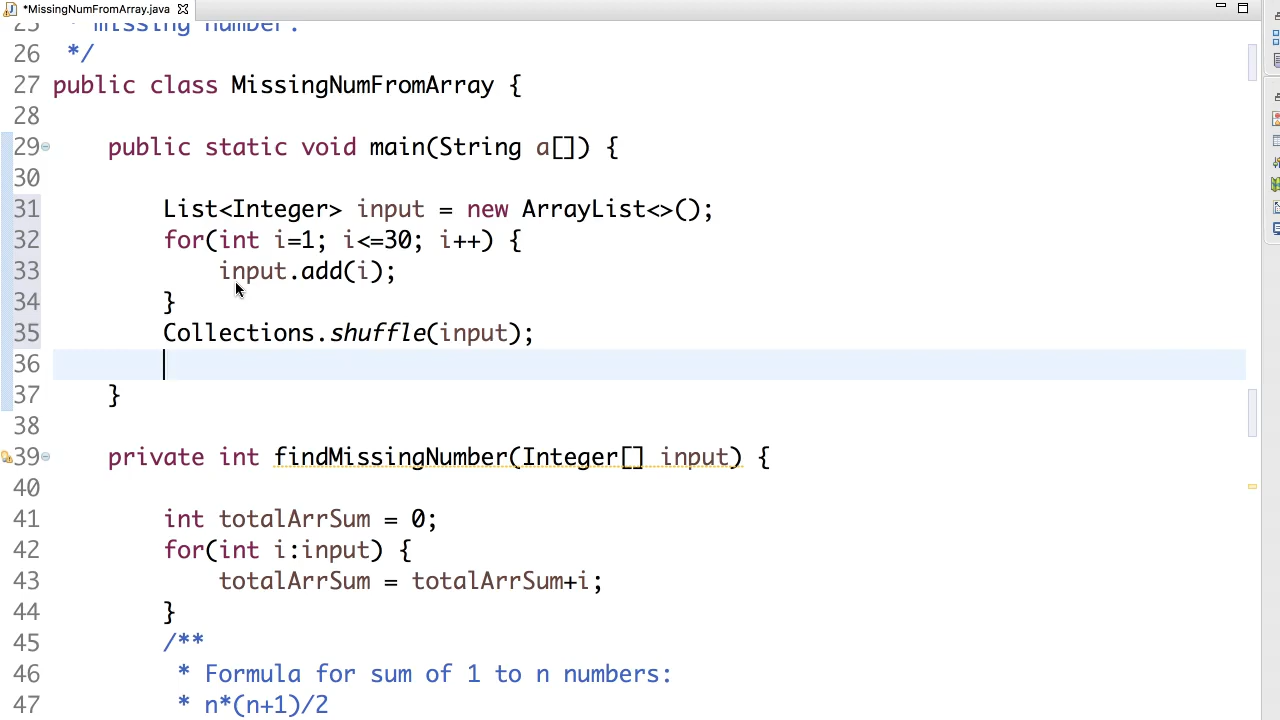 *MissingNumFromArray.java
25 * missing number.
26 */
27 public class MissingNumFromArray {
28
29 public static void main(String a[]) {
30
31 List<Integer> input = new ArrayList<>();
32 for(int i=1; i<=30; i++) {
33 input.add(i);
34 }
35 Collections.shuffle(input);
36
37 }
38
39 private int findMissingNumber(Integer[] input) {
40
41 int totalArrSum = 0;
42 for(int i:input) {
43 totalArrSum = totalArrSum+i;
44 }
45 /**
46 * Formula for sum of 1 to n numbers:
47 * n*(n+1)/2